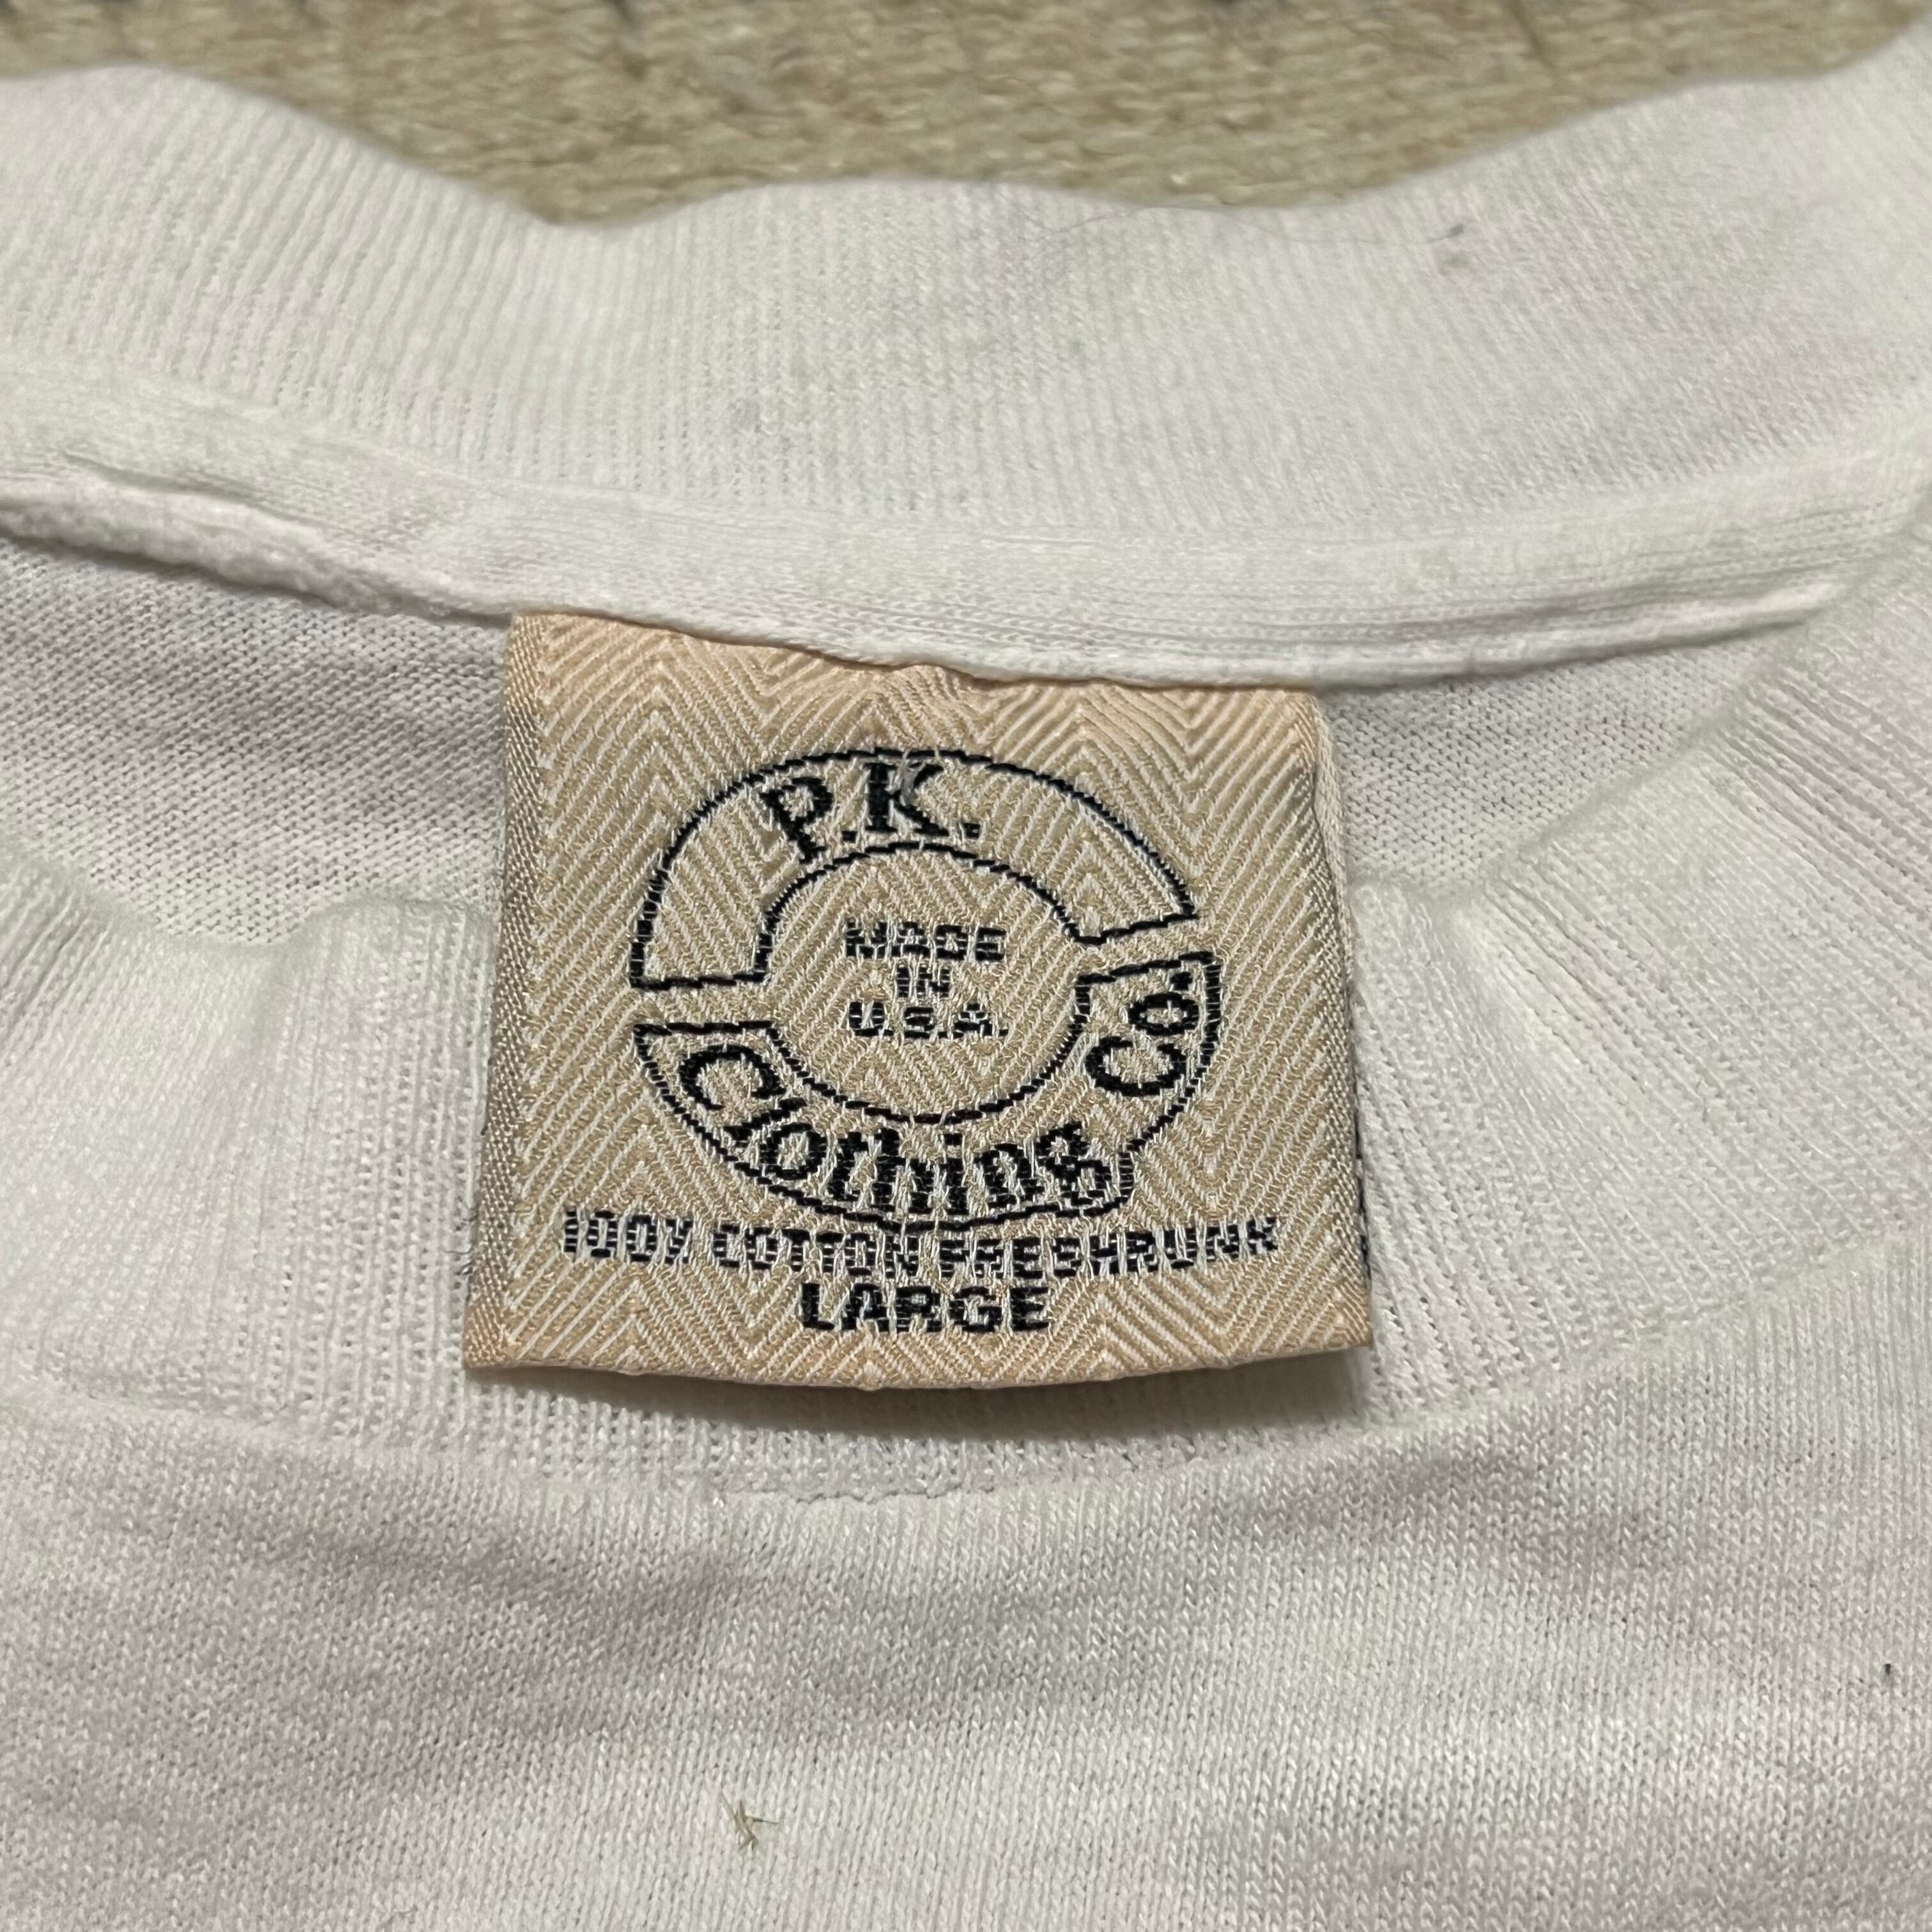 P.K.
MADE
IN
U.S.A.
Clothing Co.
100% COTTON PRESHRUNK
LARGE